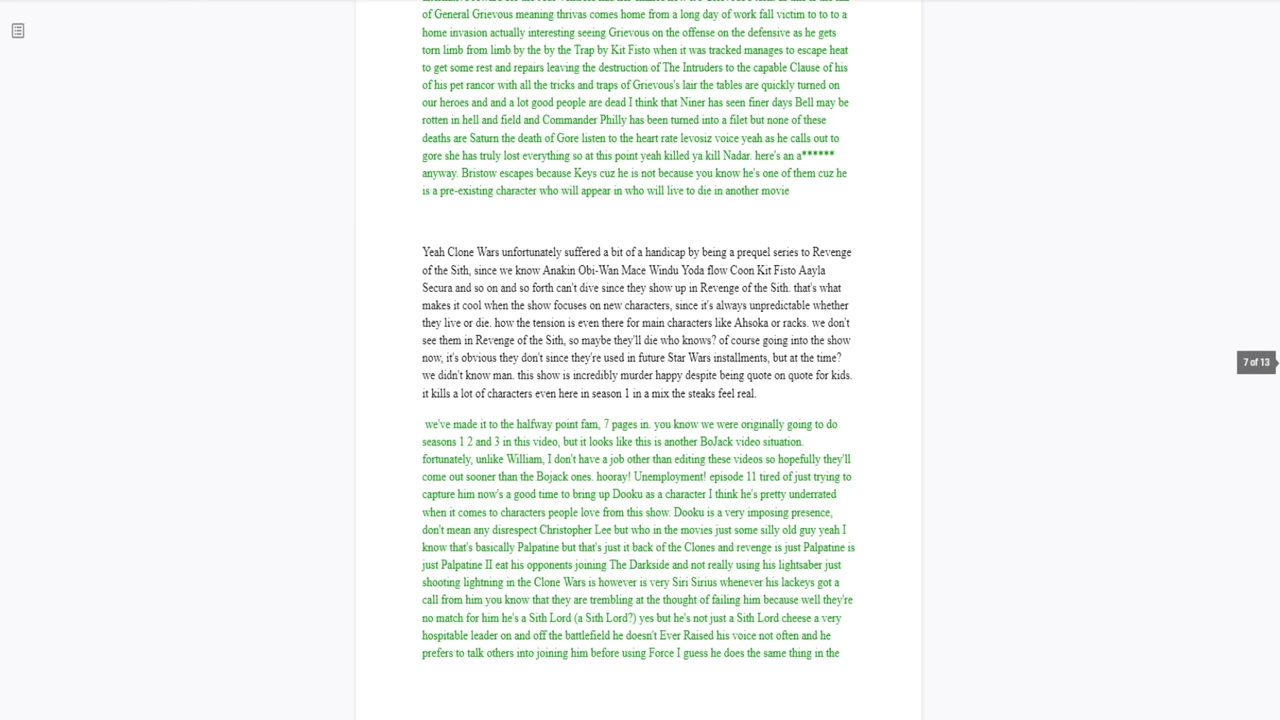 of General Grievous meaning thrivas comes home from a long day of work fall victim to to to a
home invasion actually interesting seeing Grievous on the offense on the defensive as he gets
torn limb from limb by the by the Trap by Kit Fisto when it was tracked manages to escape heat
to get some rest and repairs leaving the destruction of The Intruders to the capable Clause of his
of his pet rancor with all the tricks and traps of Grievous's lair the tables are quickly turned on
our heroes and and a lot good people are dead I think that Niner has seen finer days Bell may be
rotten in hell and field and Commander Philly has been turned into a filet but none of these
deaths are Saturn the death of Gore listen to the heart rate levosiz voice yeah as he calls out to
gore she has truly lost everything so at this point yeah killed ya kill Nadar. here's an a******
anyway. Bristow escapes because Keys cuz he is not because you know he's one of them cuz he
is a pre-existing character who will appear in who will live to die in another movie
Yeah Clone Wars unfortunately suffered a bit of a handicap by being a prequel series to Revenge
of the Sith, since we know Anakin Obi-Wan Mace Windu Yoda flow Coon Kit Fisto Aayla
Secura and so on and so forth can't dive since they show up in Revenge of the Sith. that's what
makes it cool when the show focuses on new characters, since it's always unpredictable whether
they live or die. how the tension is even there for main characters like Ahsoka or racks. we don't
see them in Revenge of the Sith, so maybe they'll die who knows? of course going into the show
now, it's obvious they don't since they're used in future Star Wars installments, but at the time?
we didn't know man. this show is incredibly murder happy despite being quote on quote for kids.
it kills a lot of characters even here in season 1 in a mix the steaks feel real.
we've made it to the halfway point fam, 7 pages in. you know we were originally going to do
seasons 1 2 and 3 in this video, but it looks like this is another BoJack video situation.
fortunately, unlike William, I don't have a job other than editing these videos so hopefully they'll
come out sooner than the Bojack ones. hooray! Unemployment! episode 11 tired of just trying to
capture him now's a good time to bring up Dooku as a character I think he's pretty underrated
when it comes to characters people love from this show. Dooku is a very imposing presence,
don't mean any disrespect Christopher Lee but who in the movies just some silly old guy yeah I
know that's basically Palpatine but that's just it back of the Clones and revenge is just Palpatine is
just Palpatine II eat his opponents joining The Darkside and not really using his lightsaber just
shooting lightning in the Clone Wars is however is very Siri Sirius whenever his lackeys got a
call from him you know that they are trembling at the thought of failing him because well they're
no match for him he's a Sith Lord (a Sith Lord?) yes but he's not just a Sith Lord cheese a very
hospitable leader on and off the battlefield he doesn't Ever Raised his voice not often and he
prefers to talk others into joining him before using Force I guess he does the same thing in the
7 of 13